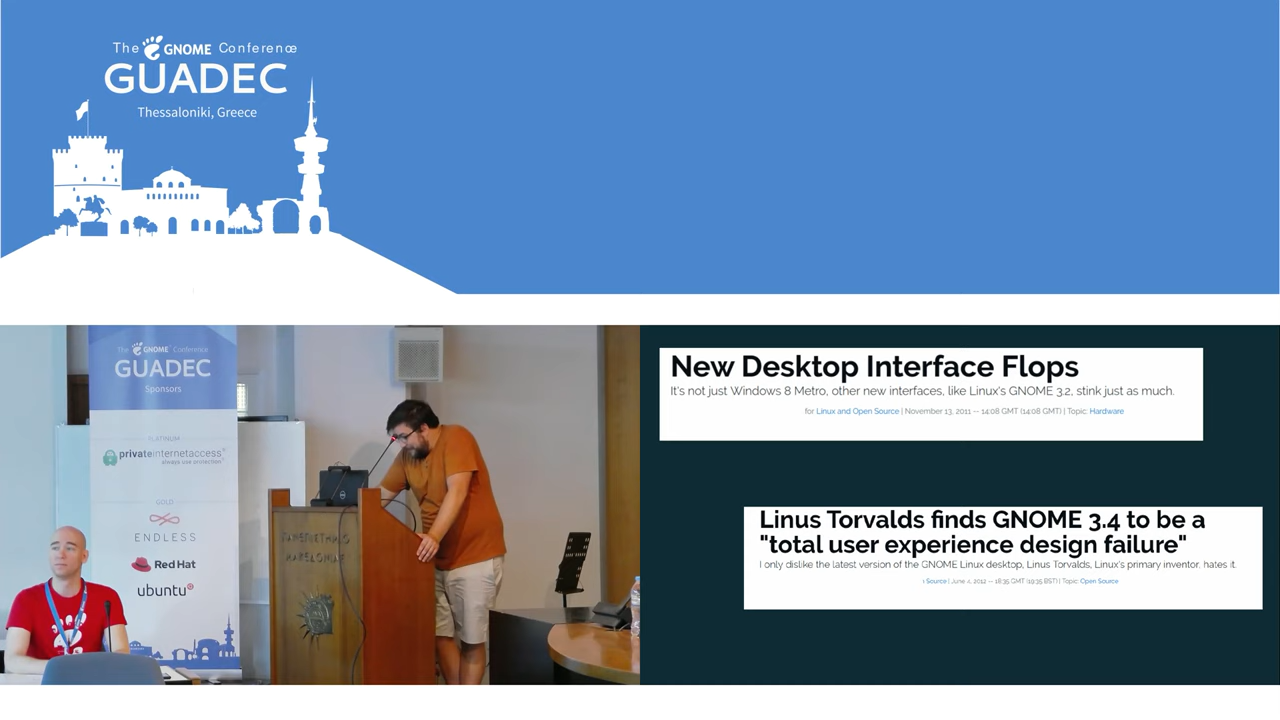 The GNOME Conference
GUADEC
Thessaloniki, Greece
The GNOME Conference
GUADEC
Sponsors
PLATINUM
privateinternetaccess
always use protection
GOLD
ENDLESS
Red Hat
ubuntu
ΠΑΝΕΠΙΣΤΗΜΙΟ
ΜΑΚΕΔΟΝΙΑΣ
DELL
New Desktop Interface Flops
It's not just Windows 8 Metro, other new interfaces, like Linux's GNOME 3.2, stink just as much.
for Linux and Open Source | November 13, 2011 -- 14:08 GMT (14:08 GMT) | Topic: Hardware
Linus Torvalds finds GNOME 3.4 to be a
"total user experience design failure"
I only dislike the latest version of the GNOME Linux desktop, Linus Torvalds, Linux's primary inventor, hates it.
Source | June 4, 2012 -- 18:35 GMT (19:35 BST) | Topic: Open Source